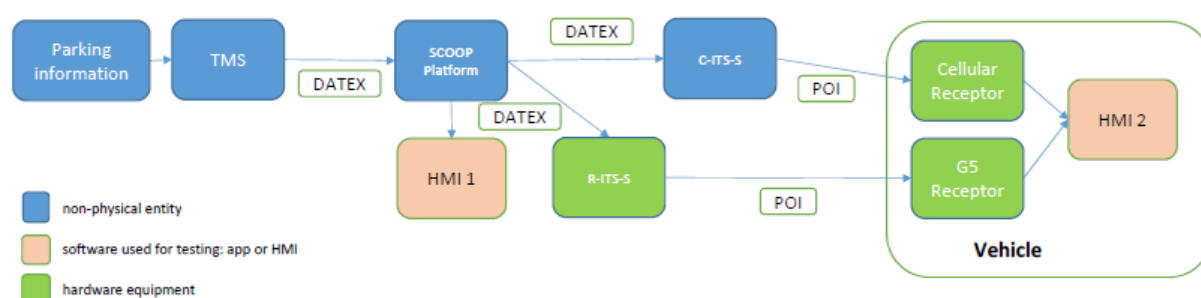 Parking
information
TMS
DATEX
SCOOP
Platform
DATEX
C-ITS-S
POI
Cellular
Receptor
HMI 2
DATEX
HMI 1
R-ITS-S
POI
G5
Receptor
Vehicle
non-physical entity
software used for testing: app or HMI
hardware equipment